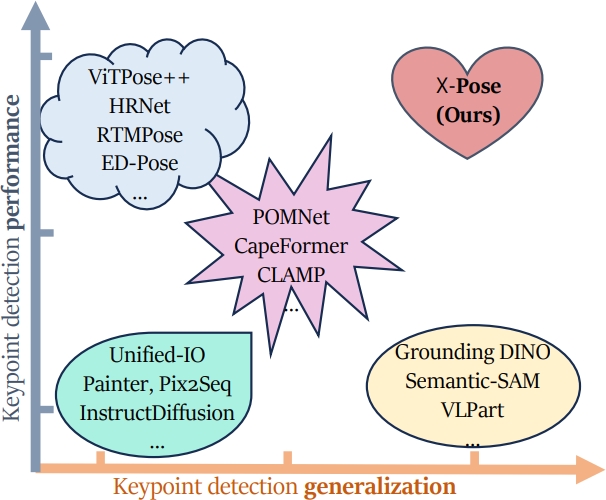 Keypoint detection performance
ViTPose++
HRNet
RTMPose
ED-Pose
...
X-Pose
(Ours)
POMNet
CapeFormer
CLAMP
...
Unified-IO
Painter, Pix2Seq
InstructDiffusion
...
Grounding DINO
Semantic-SAM
VLPart
...
Keypoint detection generalization